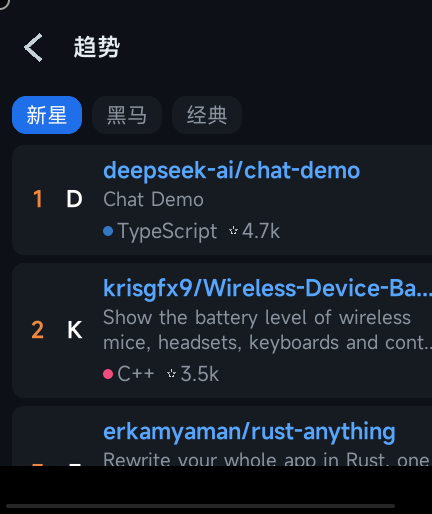 趋势
新星 黑马 经典
deepseek-ai/chat-demo
1 D Chat Demo
TypeScript 4.7k
krisgfx9/Wireless-Device-Ba...
Show the battery level of wireless
2 K mice, headsets, keyboards and cont...
C++ 3.5k
erkamyaman/rust-anything
Rewrite your whole app in Rust, one